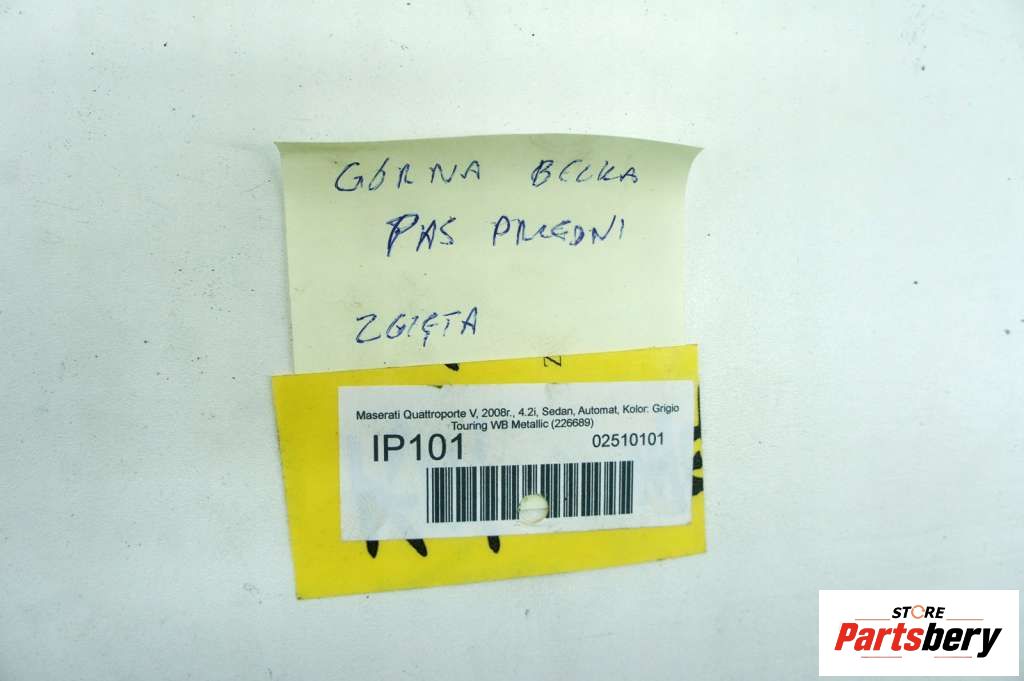 GÓRNA BELKA
PAS PRZEDNI
ZGIĘTA
Maserati Quattroporte V, 2008r., 4.2i, Sedan, Automat, Kolor: Grigio
Touring WB Metallic (226689)
IP101 02510101
STORE
Partsbery